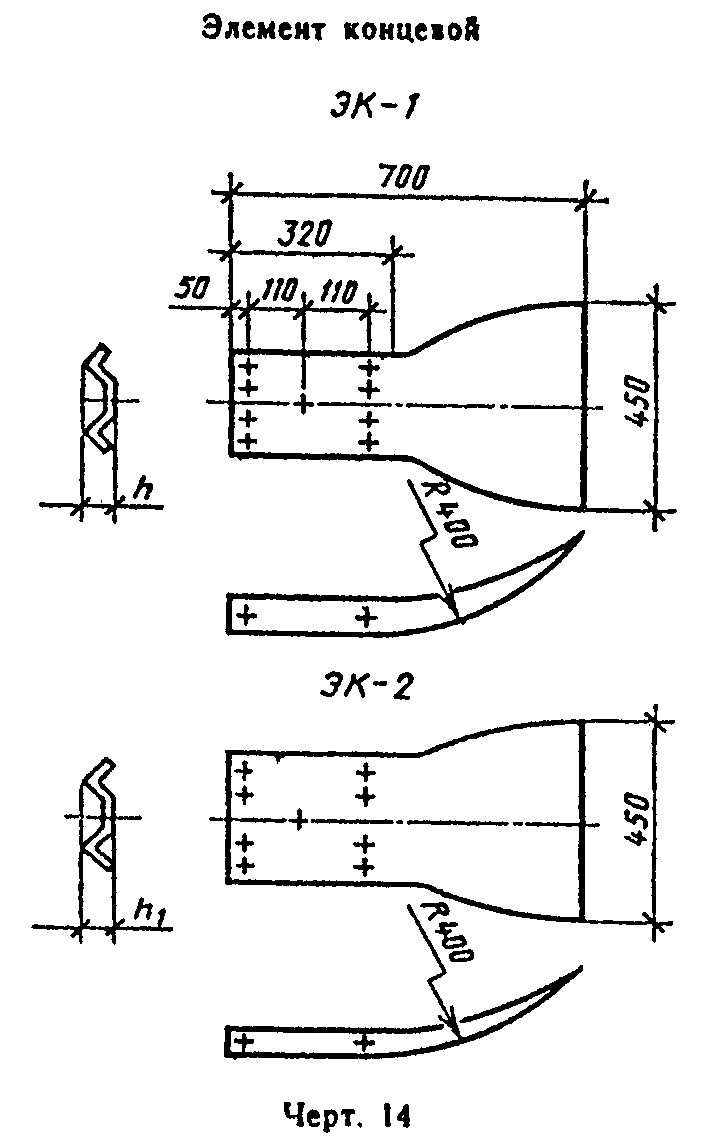 Элемент концевой
ЭК-1
700
320
50 110 110
450
h
R400
ЭК-2
450
h₁
R400
Черт. 14